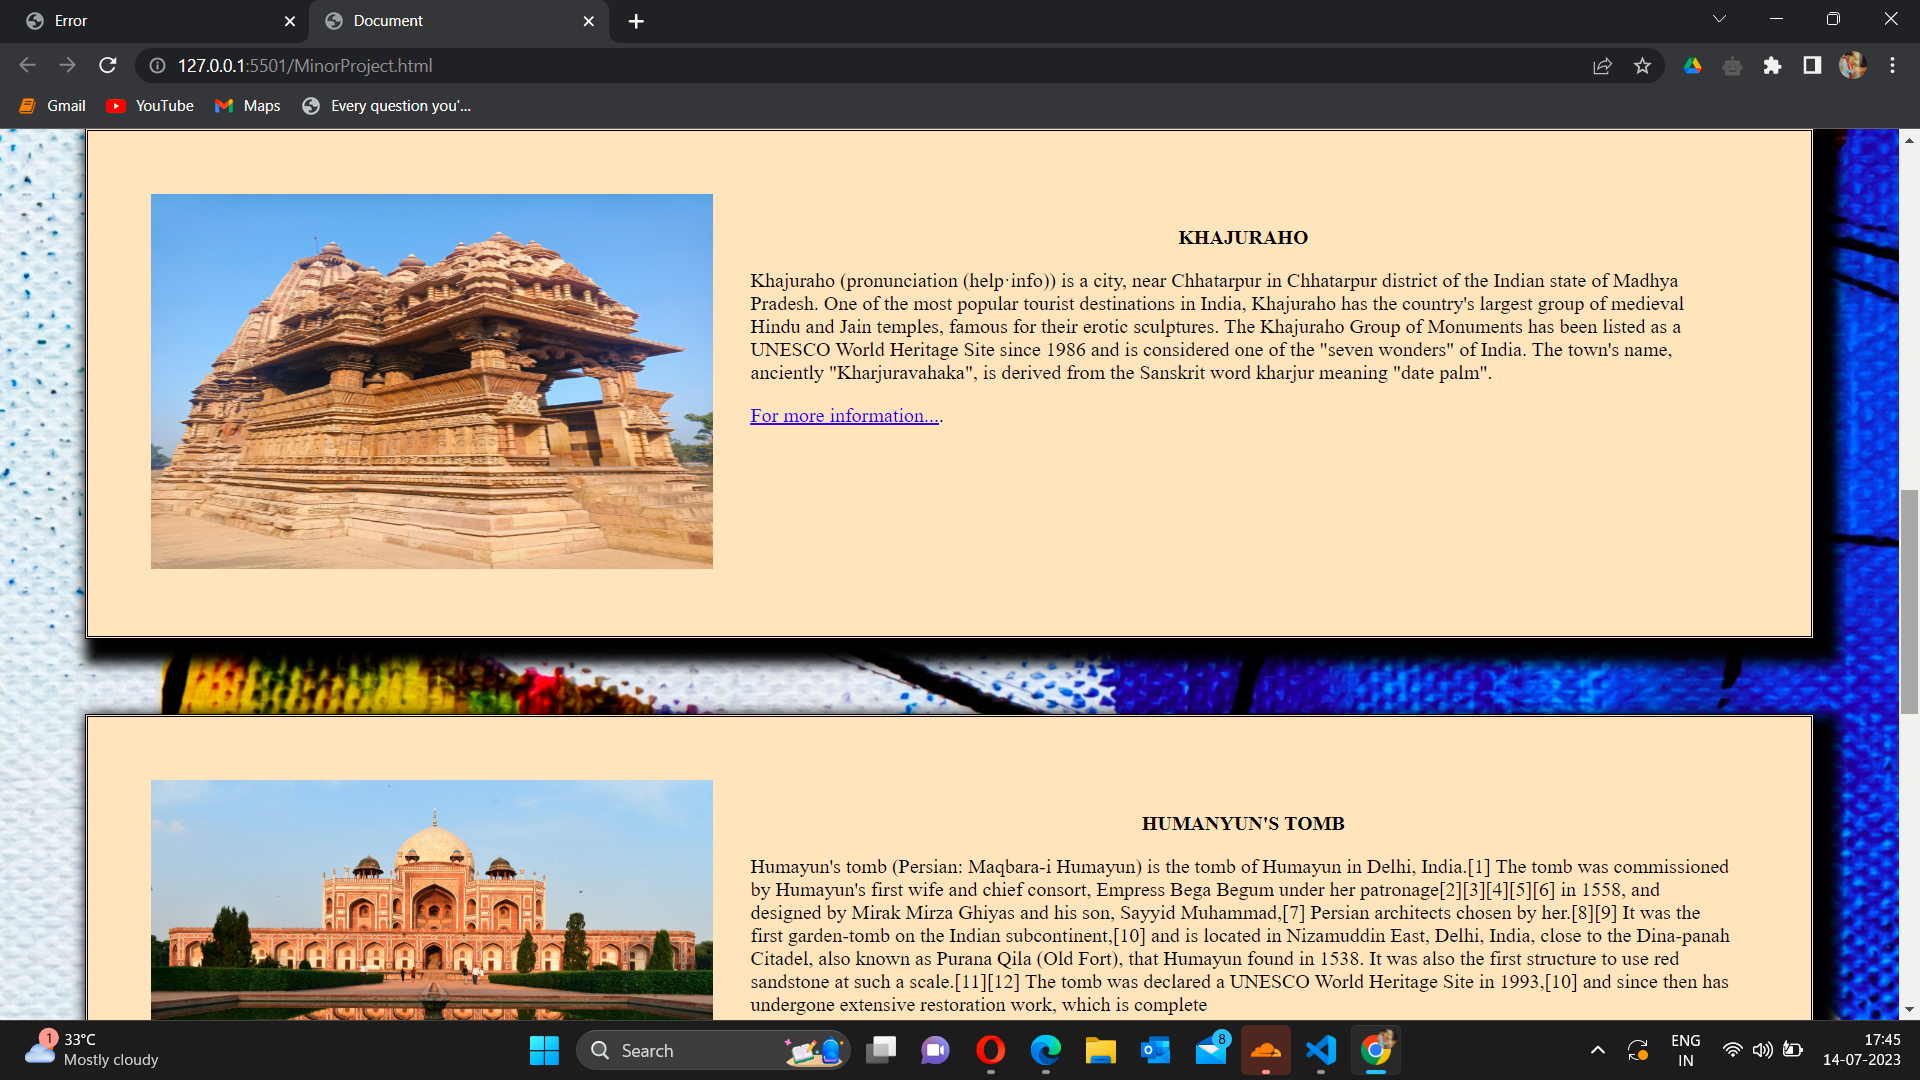 Error
Document
127.0.0.1:5501/MinorProject.html
Gmail
YouTube
Maps
Every question you'...
KHAJURAHO
Khajuraho (pronunciation (help·info)) is a city, near Chhatarpur in Chhatarpur district of the Indian state of Madhya
Pradesh. One of the most popular tourist destinations in India, Khajuraho has the country's largest group of medieval
Hindu and Jain temples, famous for their erotic sculptures. The Khajuraho Group of Monuments has been listed as a
UNESCO World Heritage Site since 1986 and is considered one of the "seven wonders" of India. The town's name,
anciently "Kharjuravahaka", is derived from the Sanskrit word kharjur meaning "date palm".
For more information....
HUMANYUN'S TOMB
Humayun's tomb (Persian: Maqbara-i Humayun) is the tomb of Humayun in Delhi, India.[1] The tomb was commissioned
by Humayun's first wife and chief consort, Empress Bega Begum under her patronage[2][3][4][5][6] in 1558, and
designed by Mirak Mirza Ghiyas and his son, Sayyid Muhammad,[7] Persian architects chosen by her.[8][9] It was the
first garden-tomb on the Indian subcontinent,[10] and is located in Nizamuddin East, Delhi, India, close to the Dina-panah
Citadel, also known as Purana Qila (Old Fort), that Humayun found in 1538. It was also the first structure to use red
sandstone at such a scale.[11][12] The tomb was declared a UNESCO World Heritage Site in 1993,[10] and since then has
undergone extensive restoration work, which is complete
1
33°C
Mostly cloudy
Search
8
ENG
IN
17:45
14-07-2023